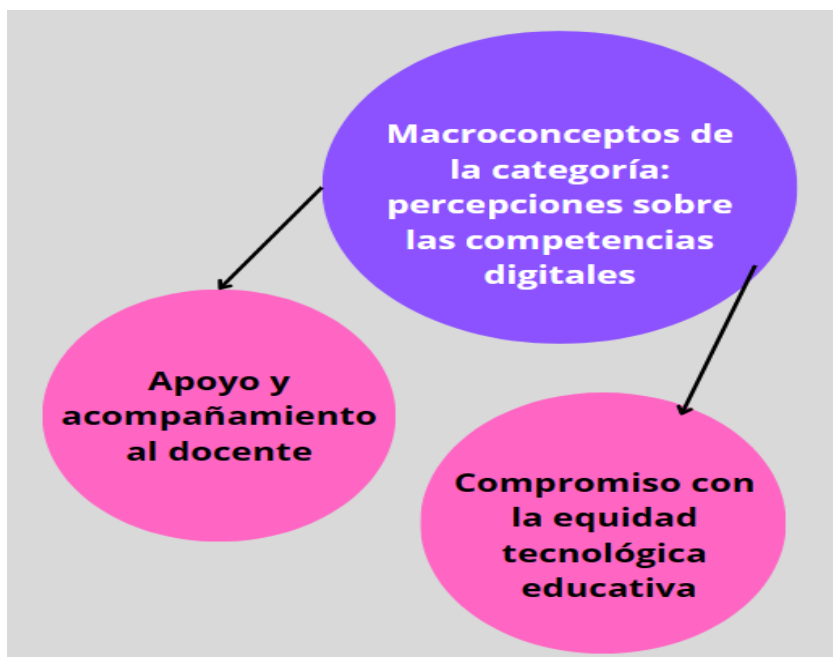 Macroconceptos de
la categoría:
percepciones sobre
las competencias
digitales
Apoyo y
acompañamiento
al docente
Compromiso con
la equidad
tecnológica
educativa